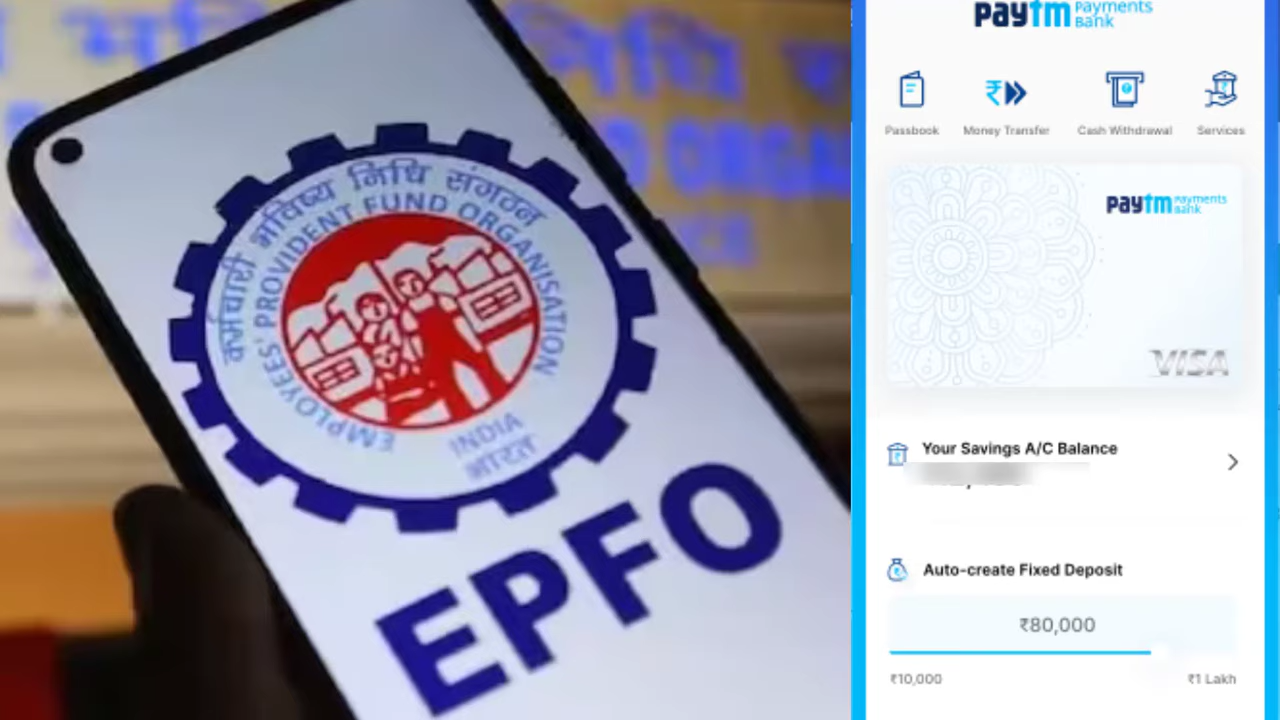 कर्मचारी भविष्य निधि संगठन
EMPLOYEES' PROVIDENT FUND ORGANISATION
INDIA
भारत
EPFO
paytm Payments Bank
Passbook Money Transfer Cash Withdrawal Services
paytm Payments Bank
VISA
Your Savings A/C Balance
Auto-create Fixed Deposit
₹80,000
₹10,000 ₹1 Lakh